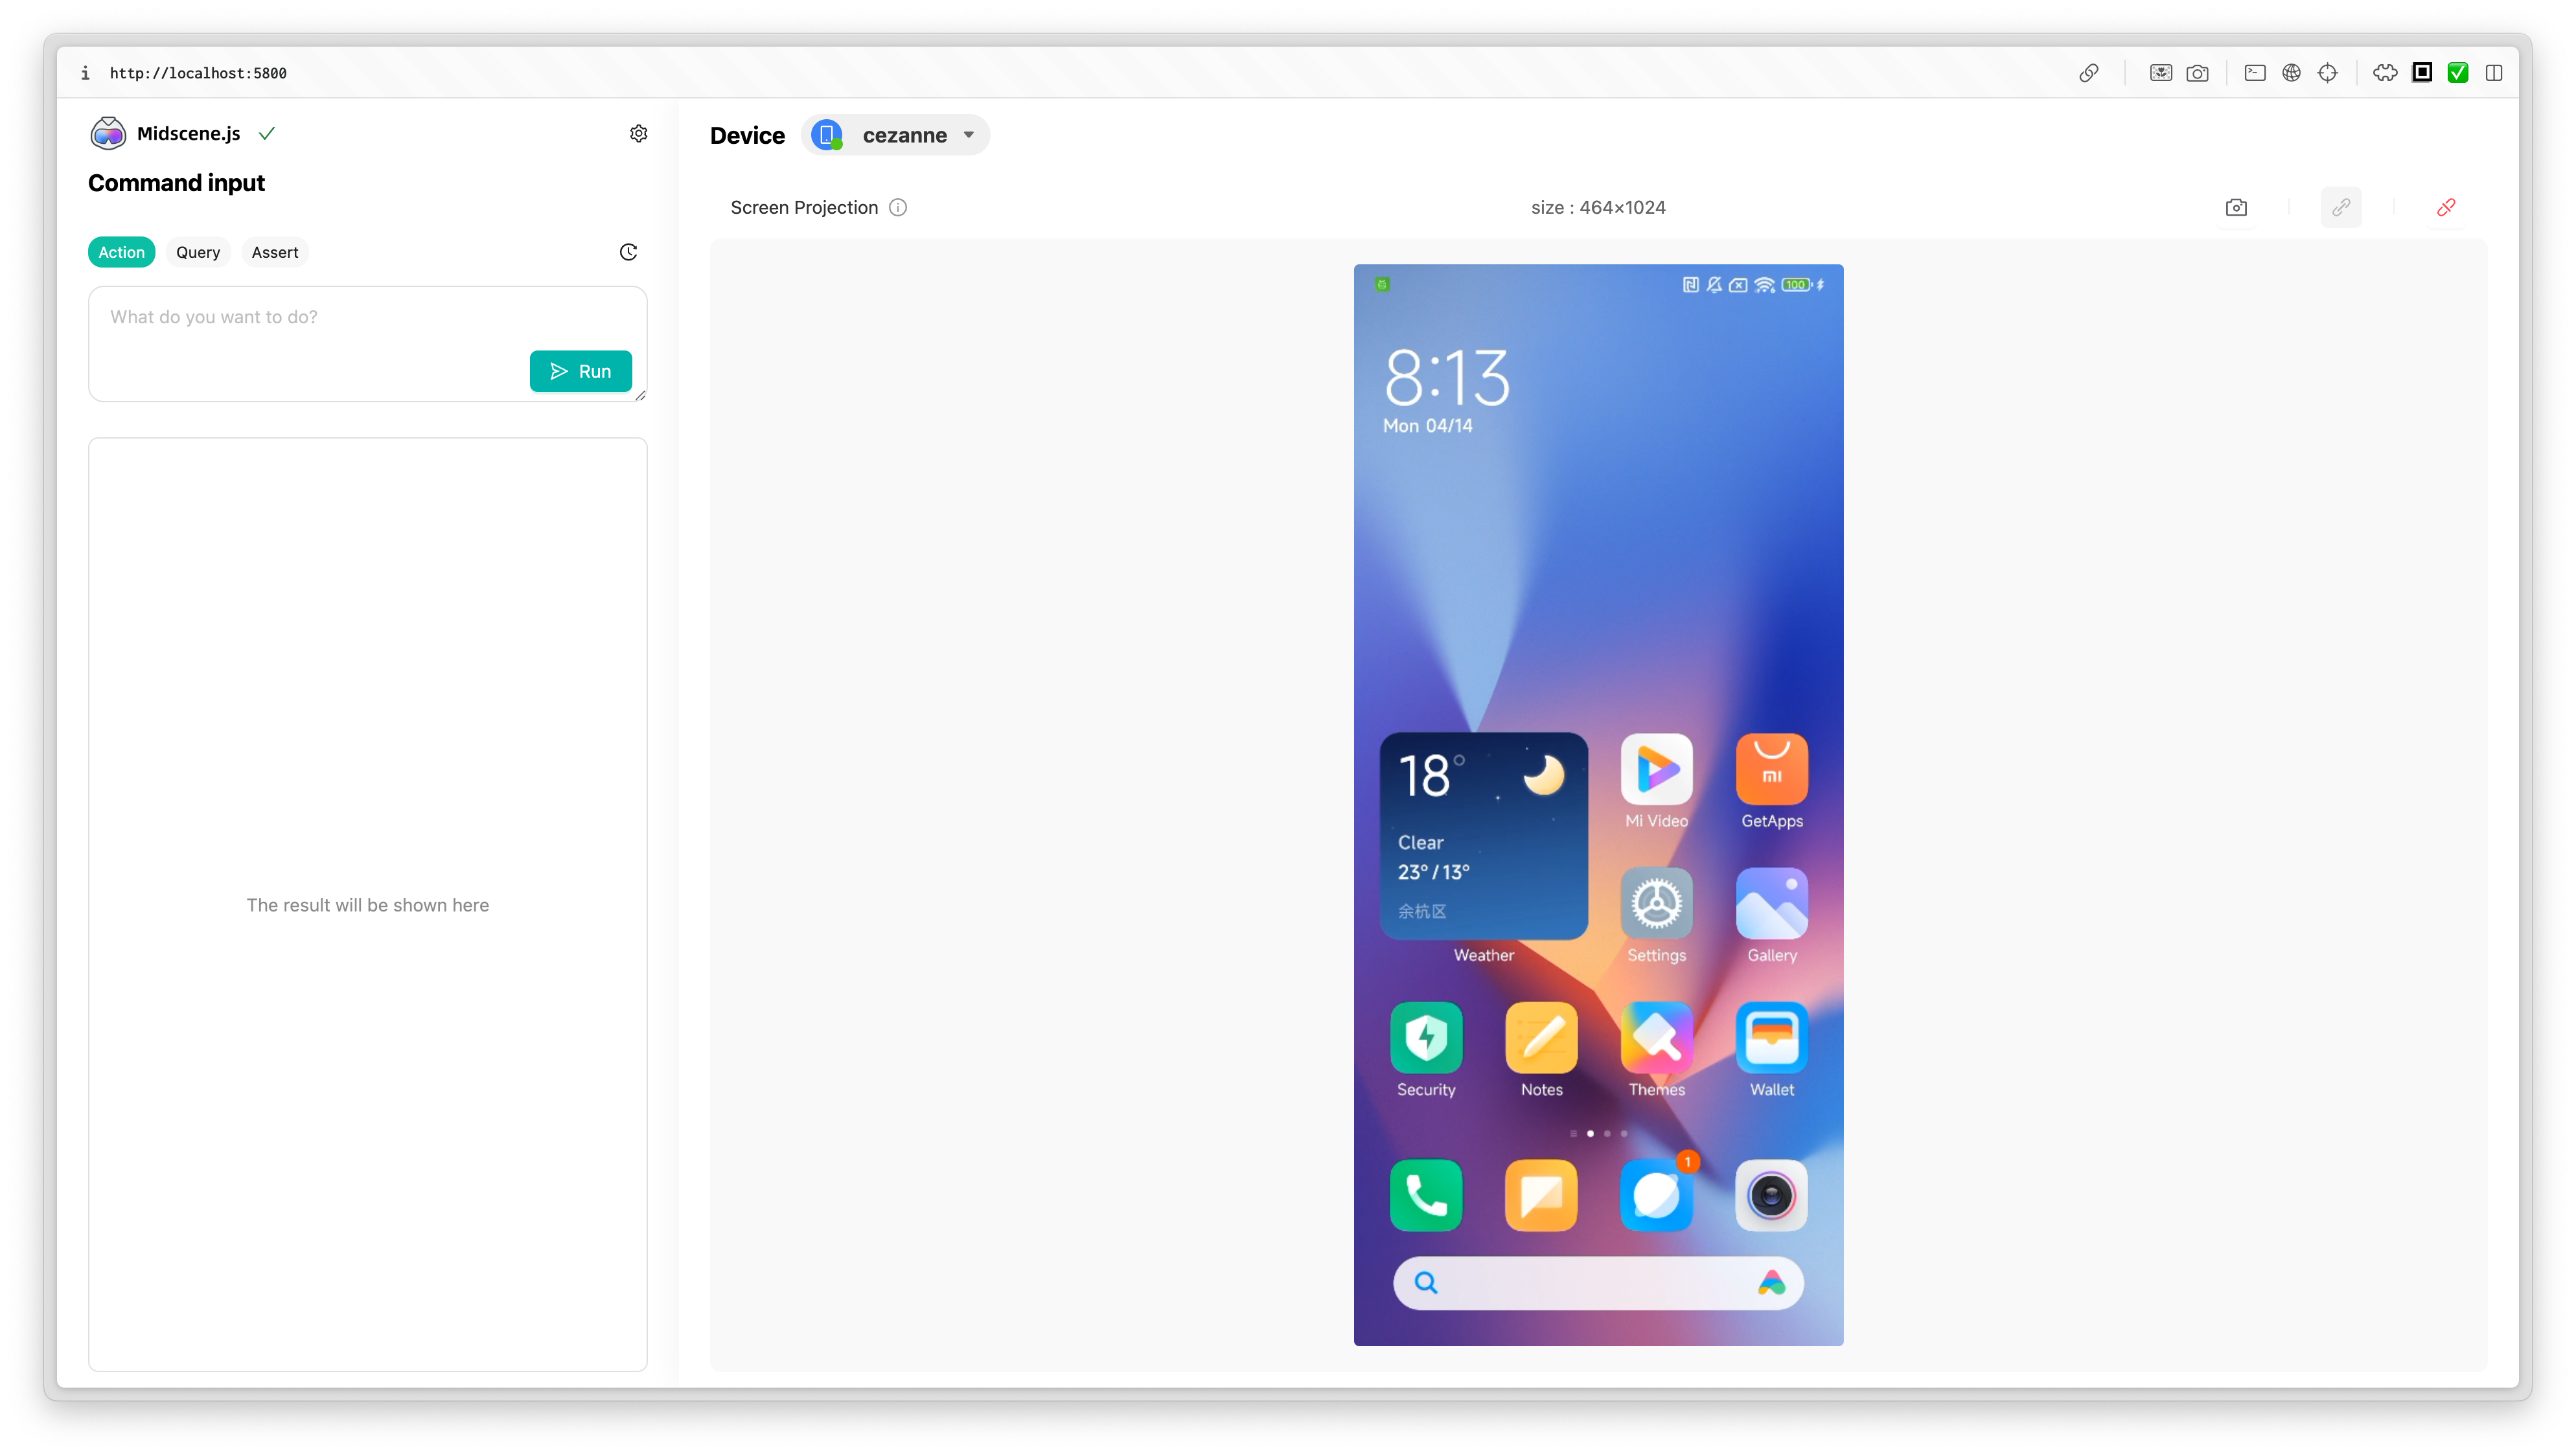 http://localhost:5800
Midscene.js
Command input
Action Query Assert
What do you want to do?
Run
The result will be shown here
Device cezanne
Screen Projection size : 464×1024
100
8:13
Mon 04/14
18°
Clear
23° / 13°
余杭区
Weather
Mi Video
mi
GetApps
Settings
Gallery
Security
Notes
Themes
Wallet
1